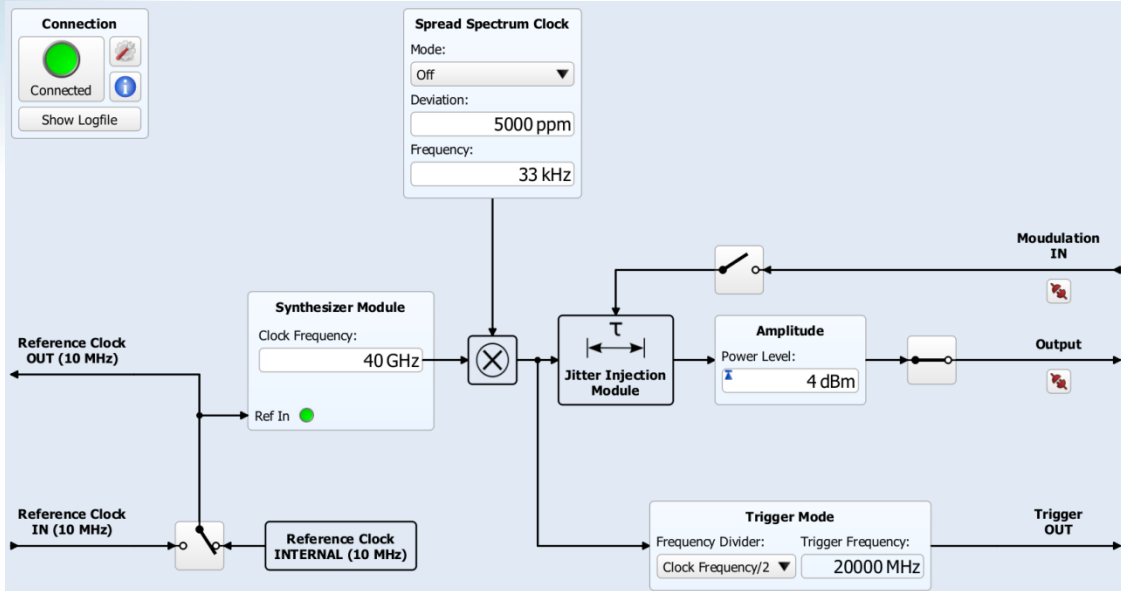 Connection
Connected
Show Logfile
Spread Spectrum Clock
Mode:
Off
Deviation:
5000 ppm
Frequency:
33 kHz
Moudulation
IN
Synthesizer Module
Clock Frequency:
40 GHz
Ref In
Reference Clock
OUT (10 MHz)
τ
Jitter Injection
Module
Amplitude
Power Level:
4 dBm
Output
Reference Clock
IN (10 MHz)
Reference Clock
INTERNAL (10 MHz)
Trigger Mode
Frequency Divider:
Trigger Frequency:
Clock Frequency/2
20000 MHz
Trigger
OUT